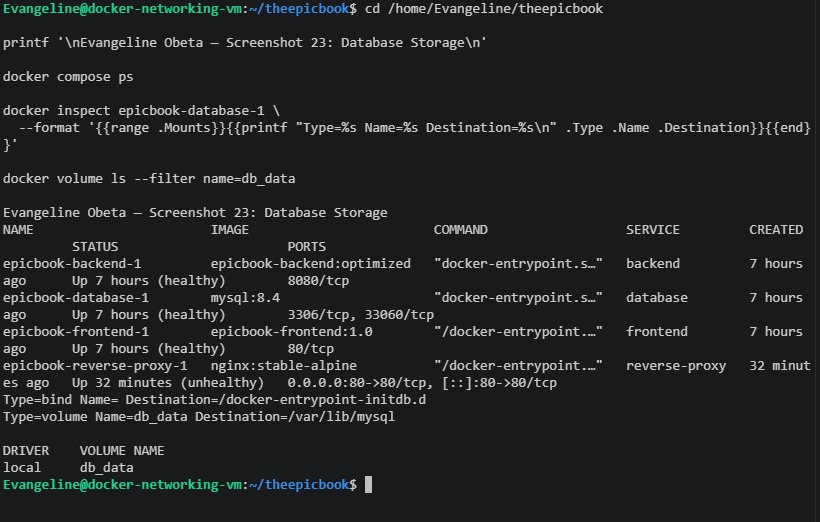 Evangeline@docker-networking-vm:~/theepicbook$ cd /home/Evangeline/theepicbook
printf '\nEvangeline Obeta — Screenshot 23: Database Storage\n'
docker compose ps
docker inspect epicbook-database-1 \
  --format '{{range .Mounts}}{{printf "Type=%s Name=%s Destination=%s\n" .Type .Name .Destination}}{{end}
}'
docker volume ls --filter name=db_data
Evangeline Obeta — Screenshot 23: Database Storage
NAME                       IMAGE                        COMMAND                  SERVICE         CREATED
         STATUS                      PORTS
epicbook-backend-1         epicbook-backend:optimized   "docker-entrypoint.s…"   backend         7 hours
ago      Up 7 hours (healthy)        8080/tcp
epicbook-database-1        mysql:8.4                    "docker-entrypoint.s…"   database        7 hours
ago      Up 7 hours (healthy)        3306/tcp, 33060/tcp
epicbook-frontend-1        epicbook-frontend:1.0        "/docker-entrypoint.…"   frontend        7 hours
ago      Up 7 hours (healthy)        80/tcp
epicbook-reverse-proxy-1   nginx:stable-alpine          "/docker-entrypoint.…"   reverse-proxy   32 minut
es ago   Up 32 minutes (unhealthy)   0.0.0.0:80->80/tcp, [::]:80->80/tcp
Type=bind Name= Destination=/docker-entrypoint-initdb.d
Type=volume Name=db_data Destination=/var/lib/mysql
DRIVER    VOLUME NAME
local     db_data
Evangeline@docker-networking-vm:~/theepicbook$